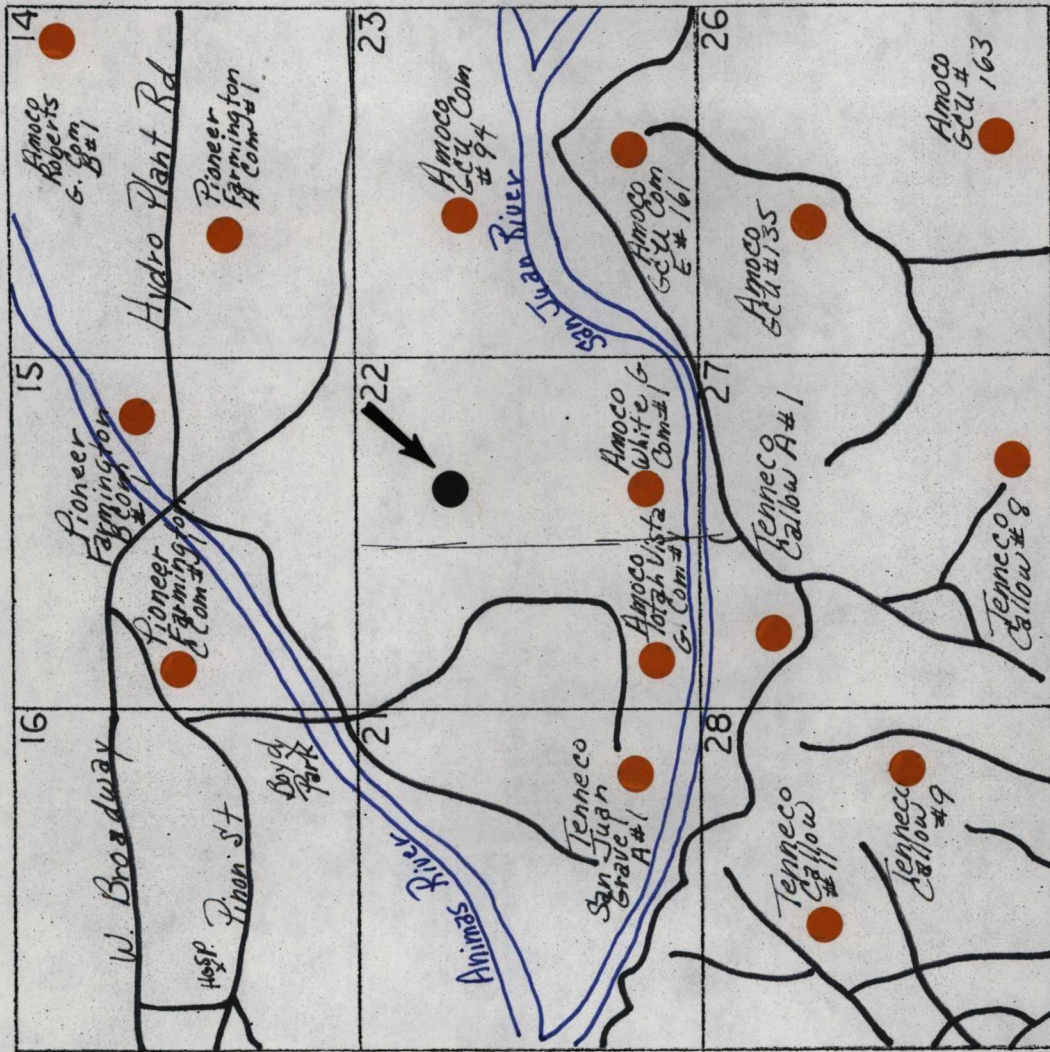 16
15
14
W. Broadway
Hosp.
Pinon St
Boyd
Park
Pioneer
Farmington
C Com #1
Pioneer
Farmington
B Com
#1
Hydro Plant Rd
Amoco
Roberts
G. Com
B#1
Pioneer
Farmington
A Com #1
21
22
23
Animas River
Tenneco
San Juan
Gravel
A#1
Amoco
Totah Vista
G. Com #1
Amoco
White G
Com #1
San Juan River
Amoco
GCU Com
#94
Amoco
GCU Com
E #161
28
27
26
Tenneco
Callow
#7
Tenneco
Callow
#9
Tenneco
Callow A#1
Tenneco
Callow #8
Amoco
GCU #135
Amoco
GCU #
163